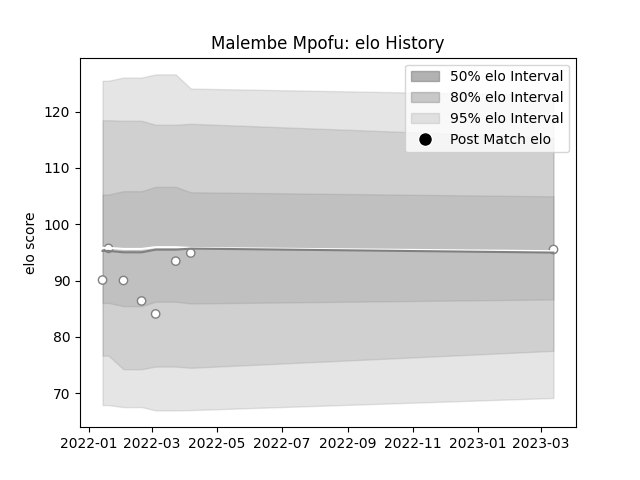 Malembe Mpofu: elo History
50% elo Interval
80% elo Interval
95% elo Interval
Post Match elo
elo score
120
110
100
90
80
70
2022-01 2022-03 2022-05 2022-07 2022-09 2022-11 2023-01 2023-03